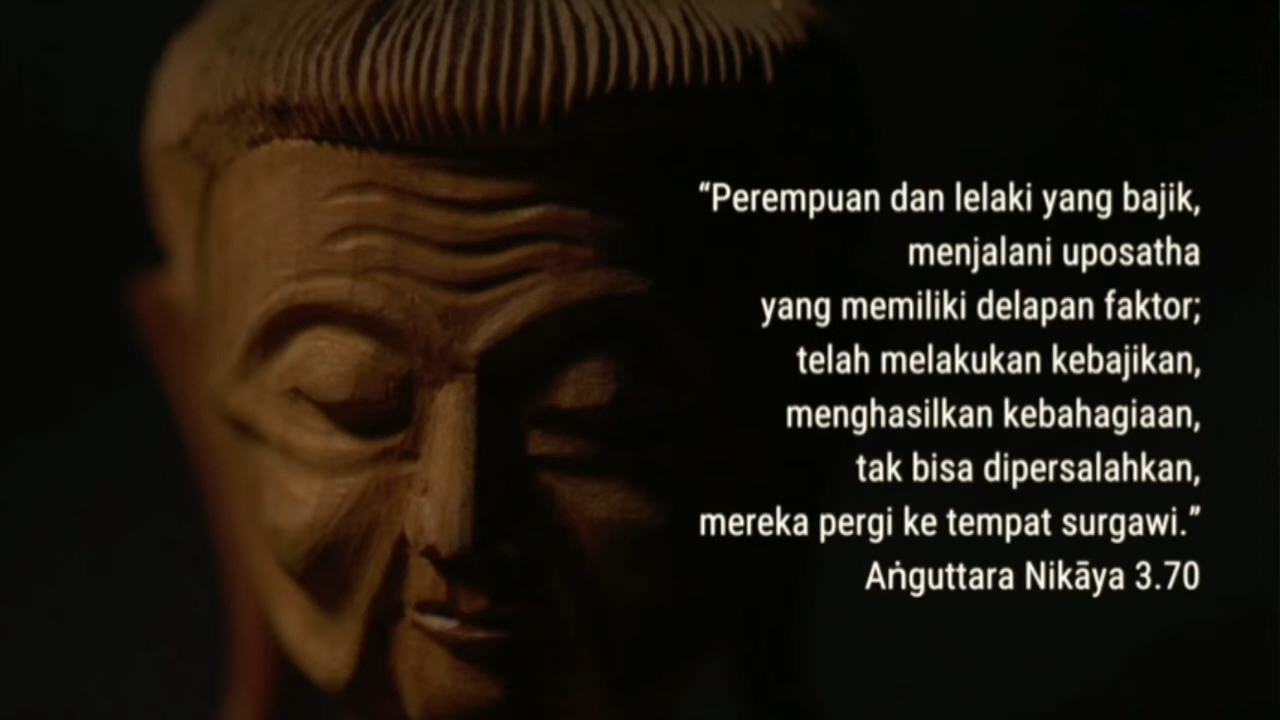 “Perempuan dan lelaki yang bajik,
menjalani uposatha
yang memiliki delapan faktor;
telah melakukan kebajikan,
menghasilkan kebahagiaan,
tak bisa dipersalahkan,
mereka pergi ke tempat surgawi.”
Aṅguttara Nikāya 3.70